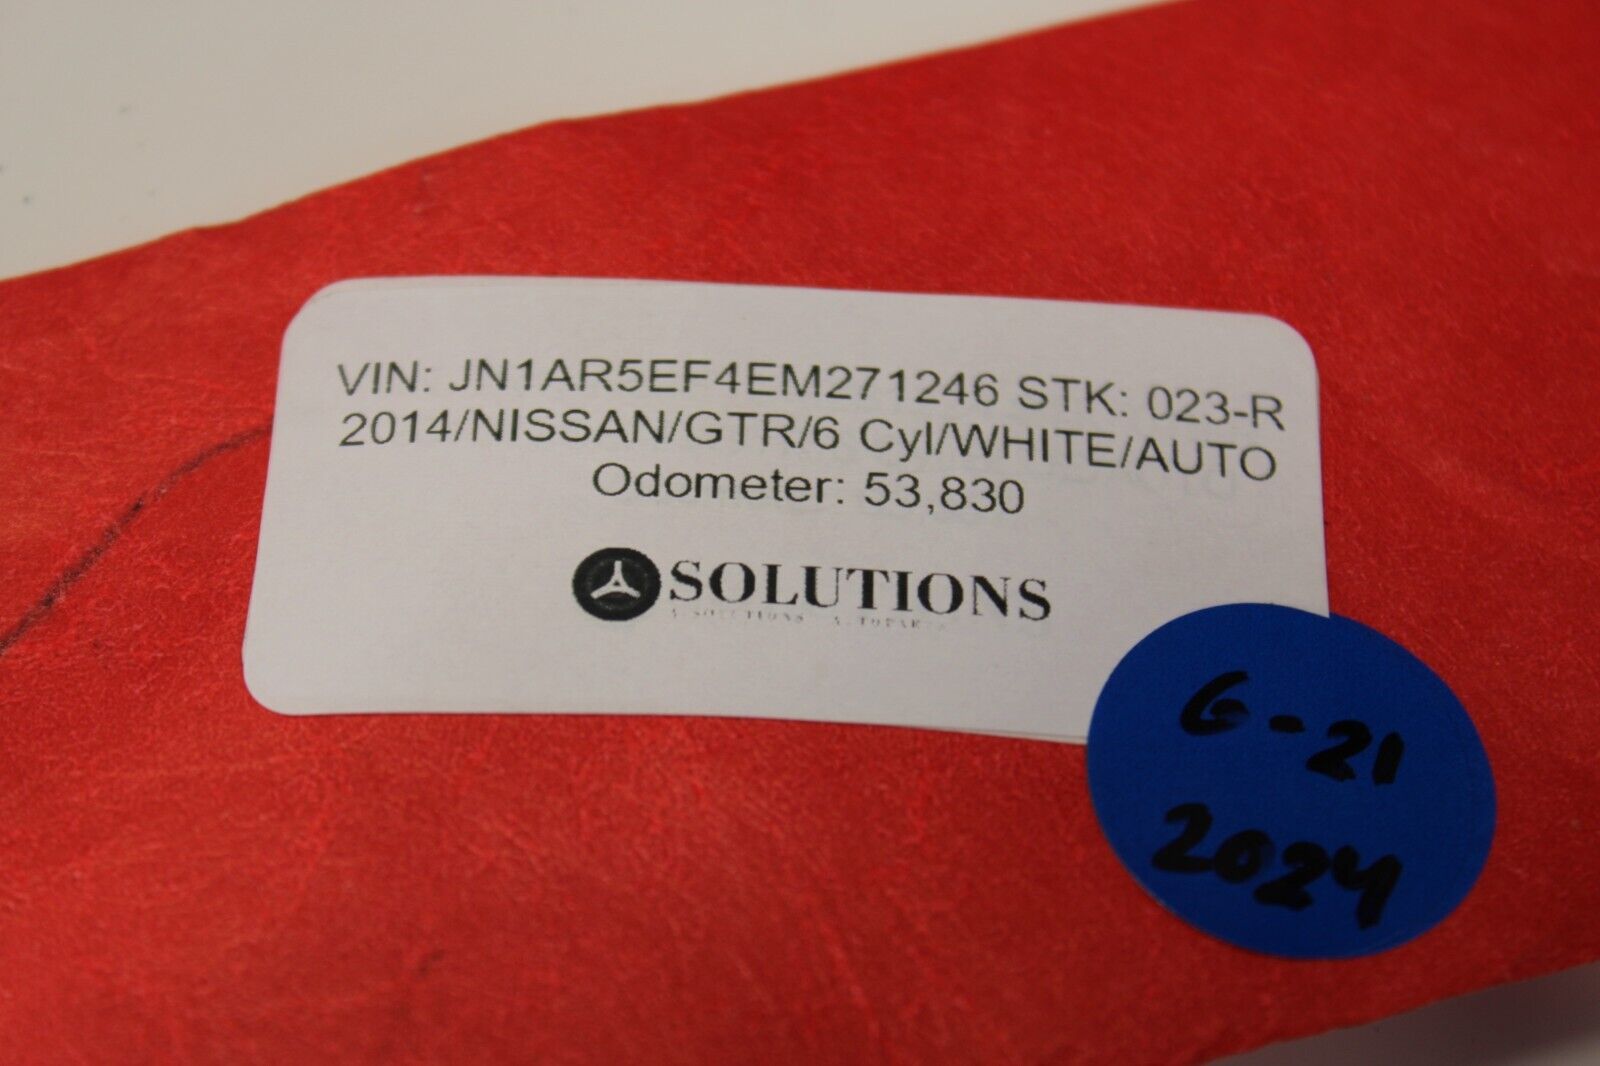 VIN: JN1AR5EF4EM271246 STK: 023-R
2014/NISSAN/GTR/6 Cyl/WHITE/AUTO
Odometer: 53,830
SOLUTIONS
6-21
2024